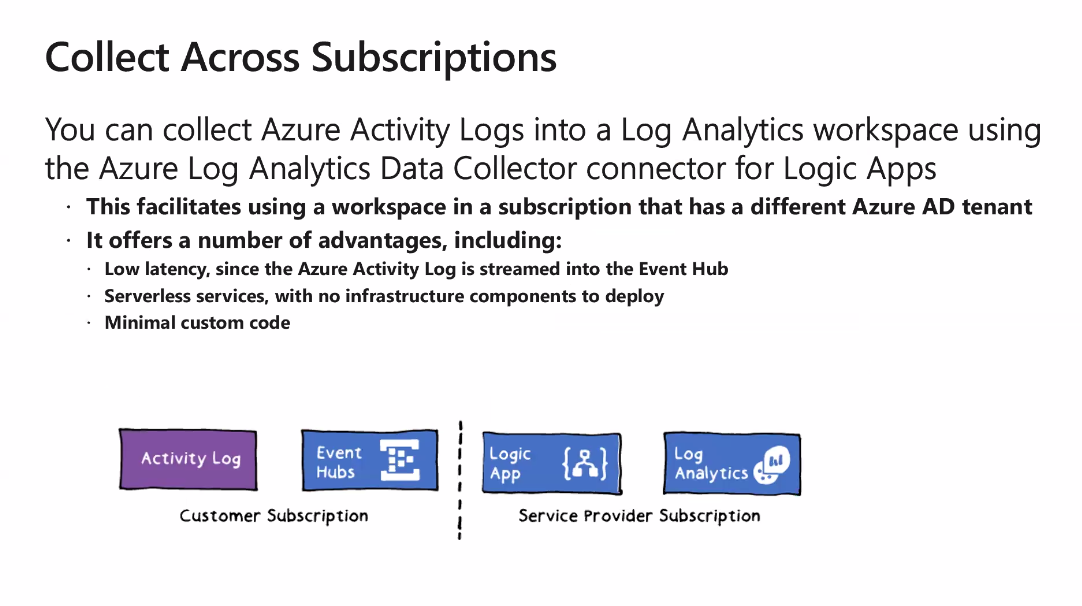 Collect Across Subscriptions
You can collect Azure Activity Logs into a Log Analytics workspace using
the Azure Log Analytics Data Collector connector for Logic Apps
· This facilitates using a workspace in a subscription that has a different Azure AD tenant
· It offers a number of advantages, including:
· Low latency, since the Azure Activity Log is streamed into the Event Hub
· Serverless services, with no infrastructure components to deploy
· Minimal custom code
Activity Log
Event
Hubs
Logic
App
Log
Analytics
Customer Subscription
Service Provider Subscription